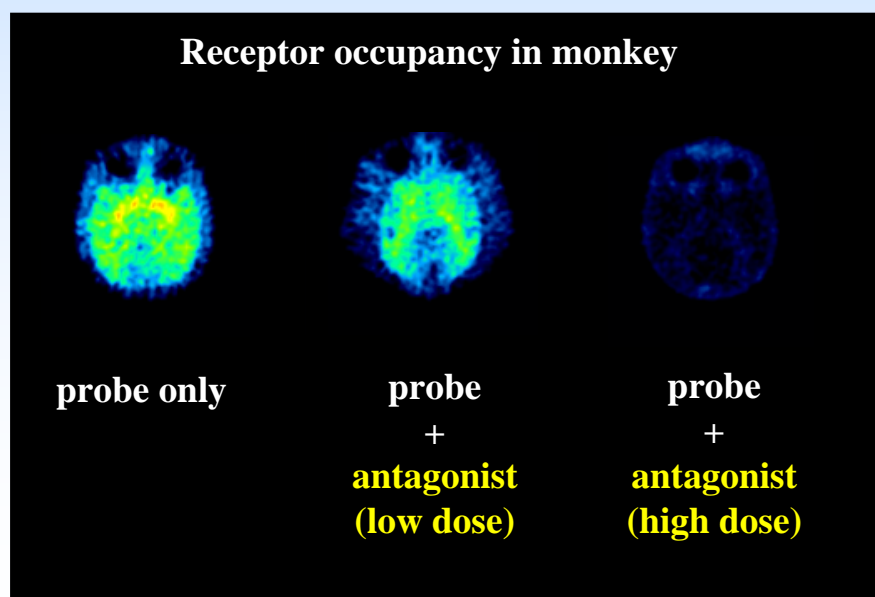 Receptor occupancy in monkey
probe only
probe
+
antagonist
(low dose)
probe
+
antagonist
(high dose)